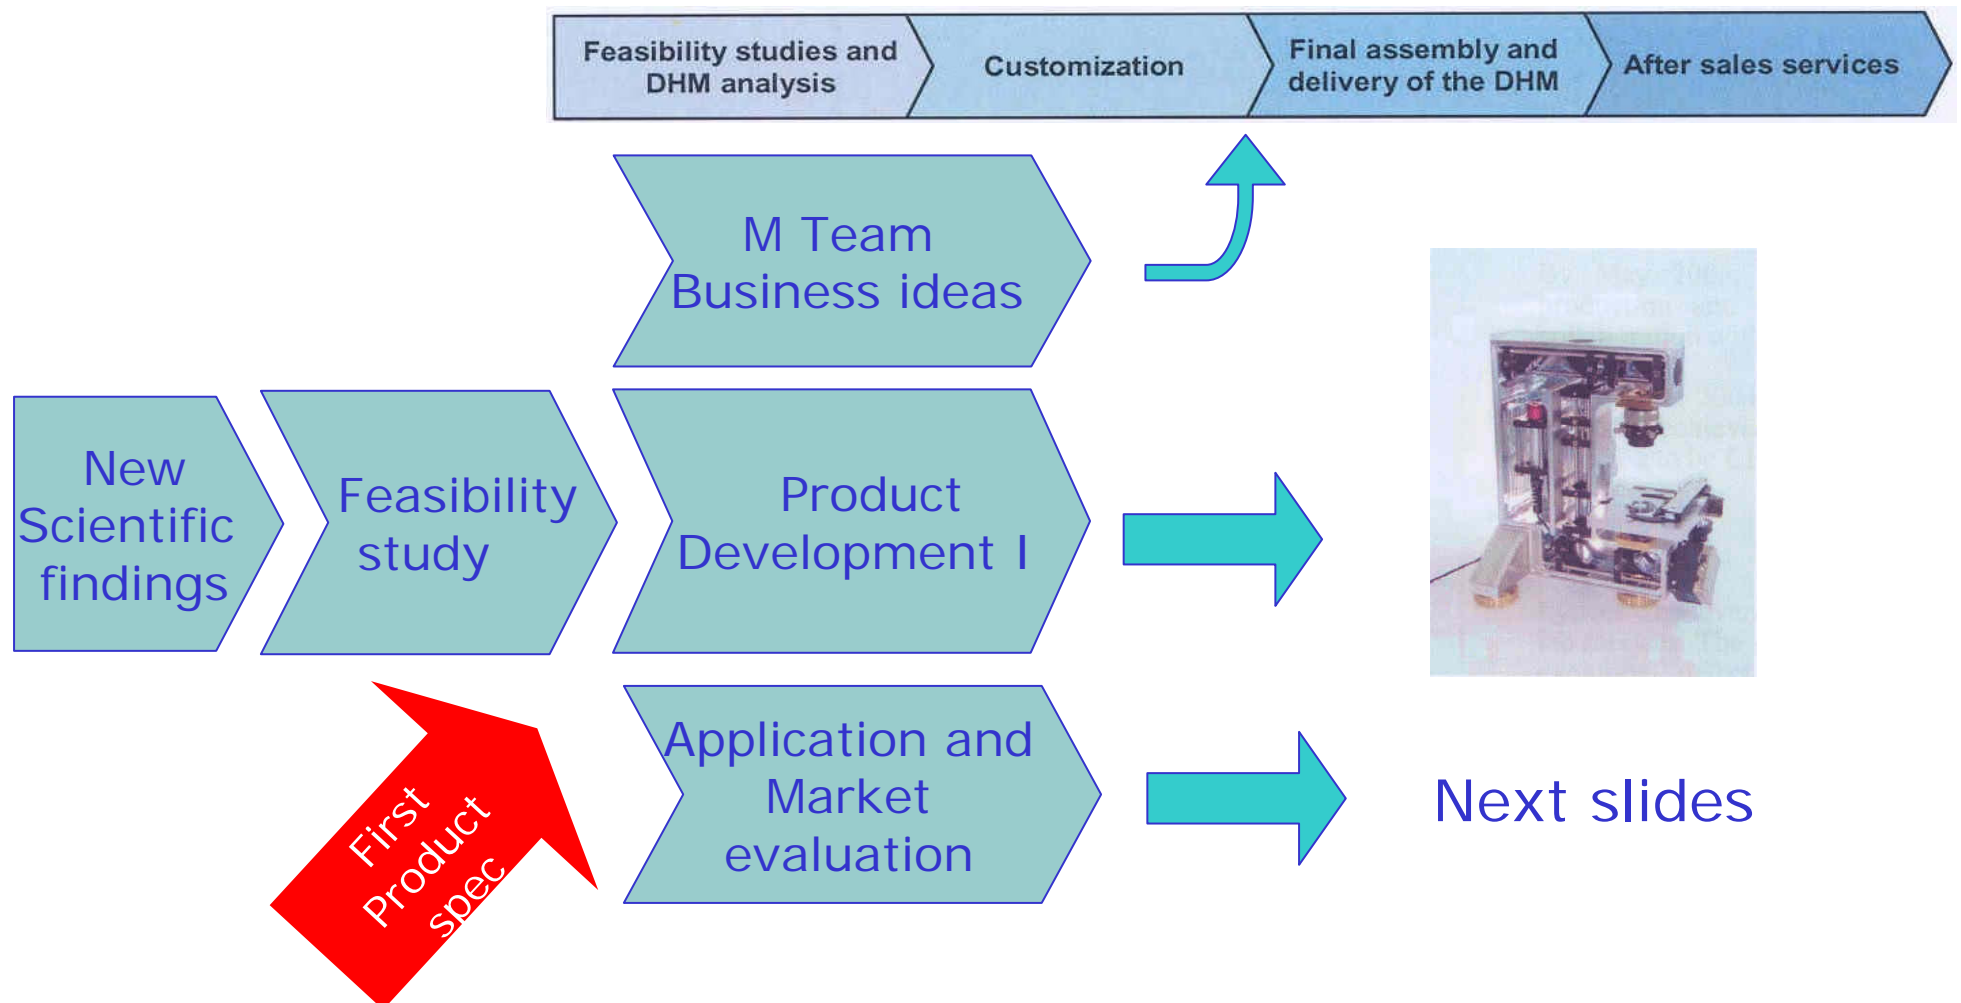 Feasibility studies and
DHM analysis
Customization
Final assembly and
delivery of the DHM
After sales services
M Team
Business ideas
New
Scientific
findings
Feasibility
study
Product
Development I
First
Product
spec
Application and
Market
evaluation
Next slides